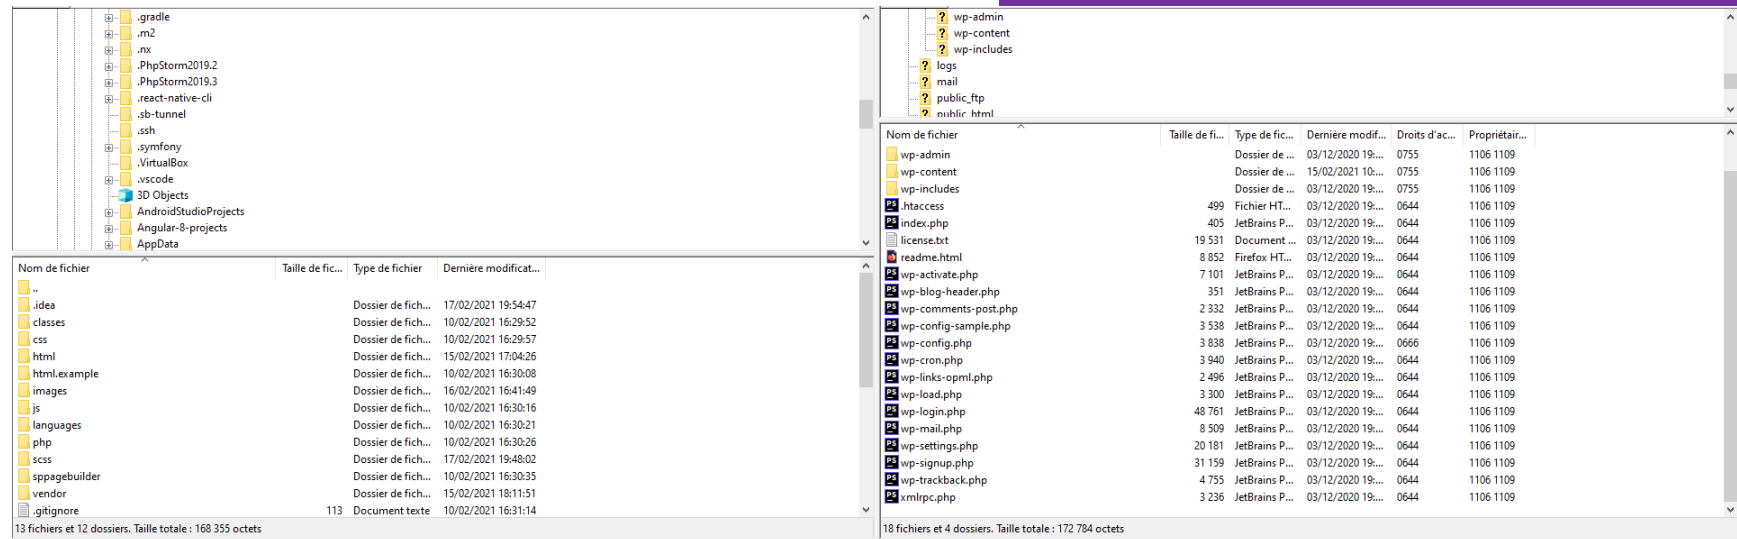 .gradle
.m2
.nx
.PhpStorm2019.2
.PhpStorm2019.3
.react-native-cli
.sb-tunnel
.ssh
.symfony
.VirtualBox
.vscode
3D Objects
AndroidStudioProjects
Angular-8-projects
AppData
Nom de fichier Taille de fic... Type de fichier Dernière modificat...
..
.idea Dossier de fich... 17/02/2021 19:54:47
classes Dossier de fich... 10/02/2021 16:29:52
css Dossier de fich... 10/02/2021 16:29:57
html Dossier de fich... 15/02/2021 17:04:26
html.example Dossier de fich... 10/02/2021 16:30:08
images Dossier de fich... 16/02/2021 16:41:49
js Dossier de fich... 10/02/2021 16:30:16
languages Dossier de fich... 10/02/2021 16:30:21
php Dossier de fich... 10/02/2021 16:30:26
scss Dossier de fich... 17/02/2021 19:48:02
sppagebuilder Dossier de fich... 10/02/2021 16:30:35
vendor Dossier de fich... 15/02/2021 18:11:51
.gitignore 113 Document texte 10/02/2021 16:31:14
13 fichiers et 12 dossiers. Taille totale : 168 355 octets
wp-admin
wp-content
wp-includes
logs
mail
public_ftp
public_html
Nom de fichier Taille de fi... Type de fic... Dernière modif... Droits d'ac... Propriétair...
wp-admin Dossier de ... 03/12/2020 19:... 0755 1106 1109
wp-content Dossier de ... 15/02/2021 10:... 0755 1106 1109
wp-includes Dossier de ... 03/12/2020 19:... 0755 1106 1109
.htaccess 499 Fichier HT... 03/12/2020 19:... 0644 1106 1109
index.php 405 JetBrains P... 03/12/2020 19:... 0644 1106 1109
license.txt 19 531 Document ... 03/12/2020 19:... 0644 1106 1109
readme.html 8 852 Firefox HT... 03/12/2020 19:... 0644 1106 1109
wp-activate.php 7 101 JetBrains P... 03/12/2020 19:... 0644 1106 1109
wp-blog-header.php 351 JetBrains P... 03/12/2020 19:... 0644 1106 1109
wp-comments-post.php 2 332 JetBrains P... 03/12/2020 19:... 0644 1106 1109
wp-config-sample.php 3 538 JetBrains P... 03/12/2020 19:... 0644 1106 1109
wp-config.php 3 838 JetBrains P... 03/12/2020 19:... 0666 1106 1109
wp-cron.php 3 940 JetBrains P... 03/12/2020 19:... 0644 1106 1109
wp-links-opml.php 2 496 JetBrains P... 03/12/2020 19:... 0644 1106 1109
wp-load.php 3 300 JetBrains P... 03/12/2020 19:... 0644 1106 1109
wp-login.php 48 761 JetBrains P... 03/12/2020 19:... 0644 1106 1109
wp-mail.php 8 509 JetBrains P... 03/12/2020 19:... 0644 1106 1109
wp-settings.php 20 181 JetBrains P... 03/12/2020 19:... 0644 1106 1109
wp-signup.php 31 159 JetBrains P... 03/12/2020 19:... 0644 1106 1109
wp-trackback.php 4 755 JetBrains P... 03/12/2020 19:... 0644 1106 1109
xmlrpc.php 3 236 JetBrains P... 03/12/2020 19:... 0644 1106 1109
18 fichiers et 4 dossiers. Taille totale : 172 784 octets